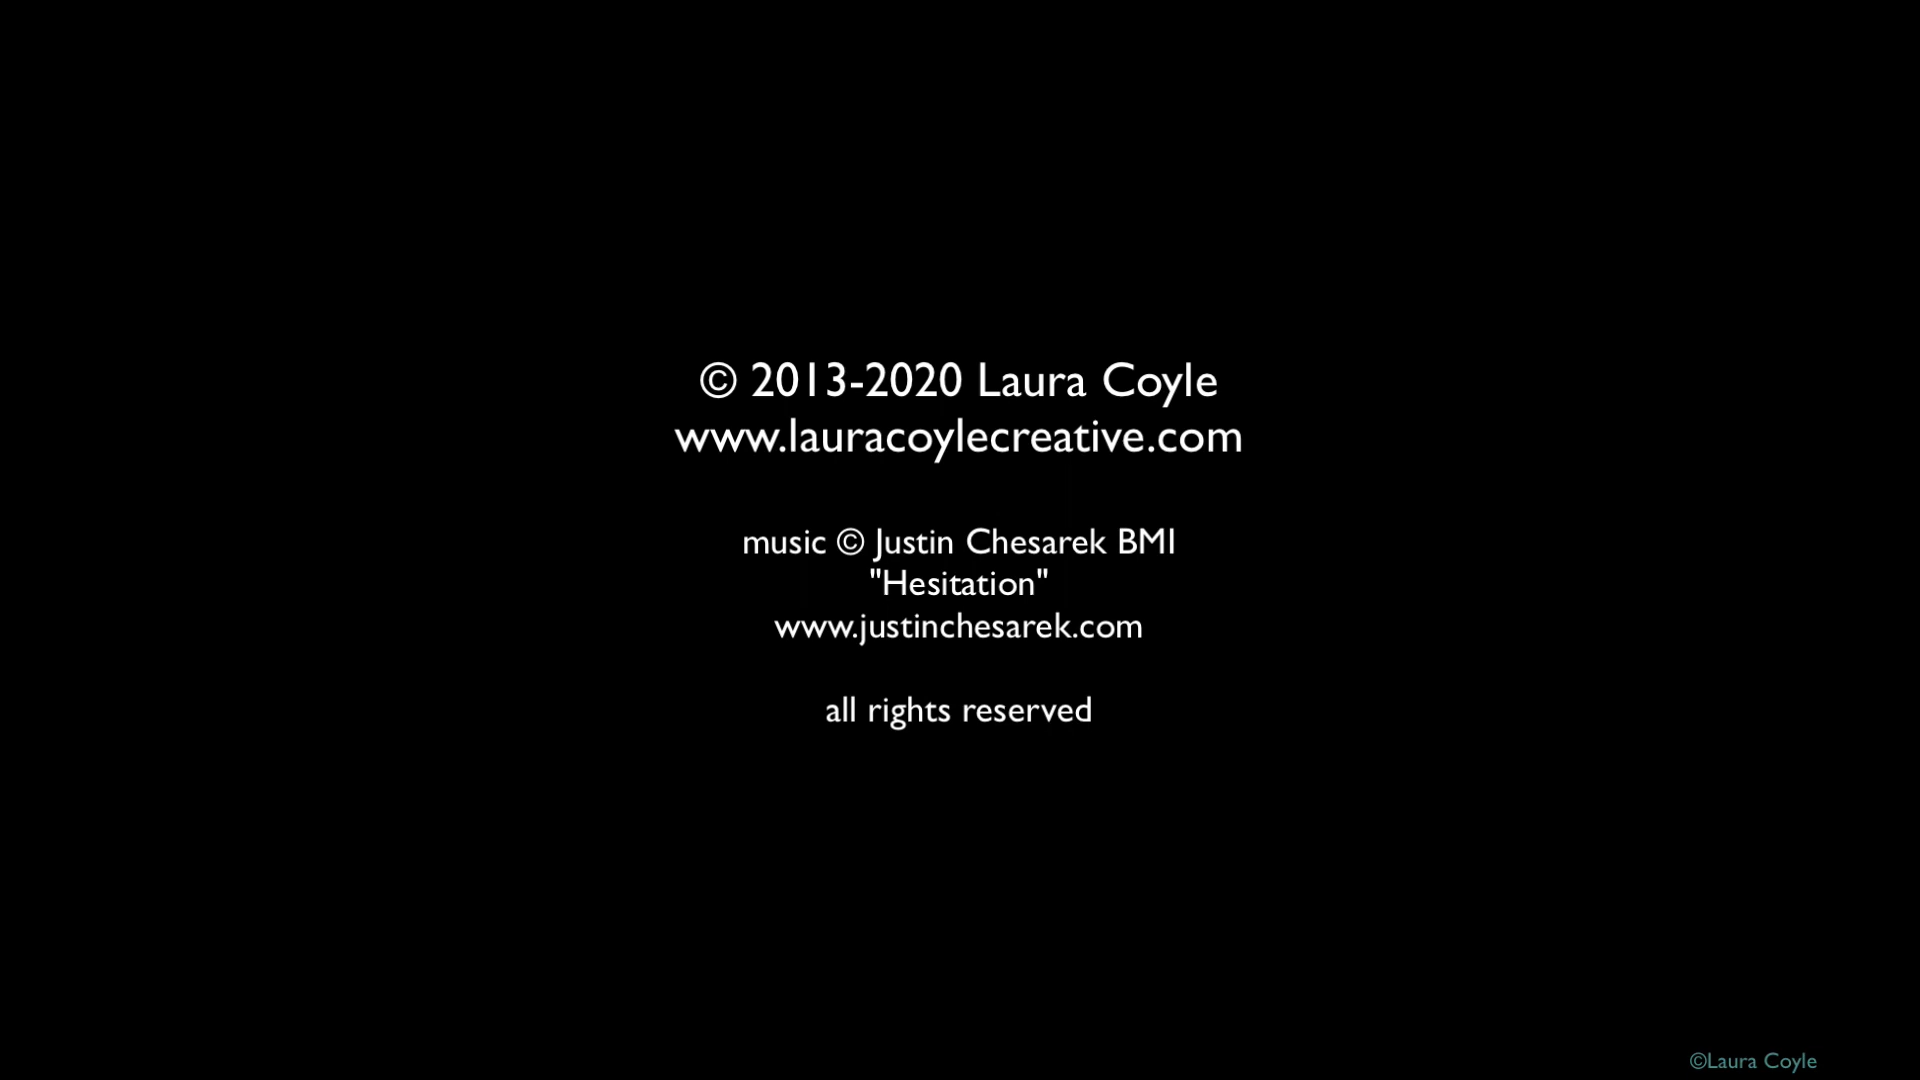 © 2013-2020 Laura Coyle
www.lauracoylecreative.com
music © Justin Chesarek BMI
"Hesitation"
www.justinchesarek.com
all rights reserved
©Laura Coyle